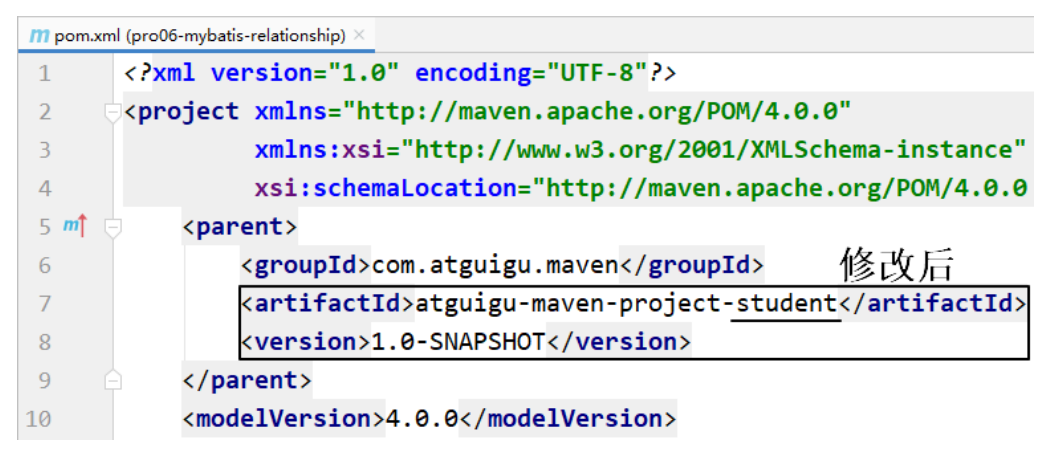 pom.xml (pro06-mybatis-relationship)
1 <?xml version="1.0" encoding="UTF-8"?>
2 <project xmlns="http://maven.apache.org/POM/4.0.0"
3 xmlns:xsi="http://www.w3.org/2001/XMLSchema-instance"
4 xsi:schemaLocation="http://maven.apache.org/POM/4.0.0
5 <parent>
6 <groupId>com.atguigu.maven</groupId> 修改后
7 <artifactId>atguigu-maven-project-student</artifactId>
8 <version>1.0-SNAPSHOT</version>
9 </parent>
10 <modelVersion>4.0.0</modelVersion>